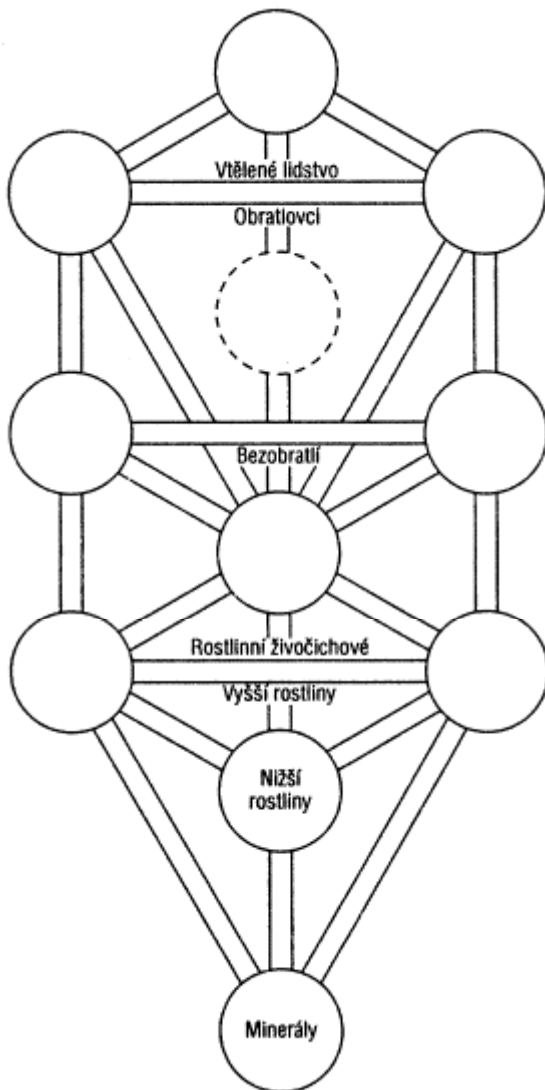 Vtělené lidstvo
Obratlovci
Bezobratlí
Rostlinní živočichové
Vyšší rostliny
Nižší
rostliny
Minerály